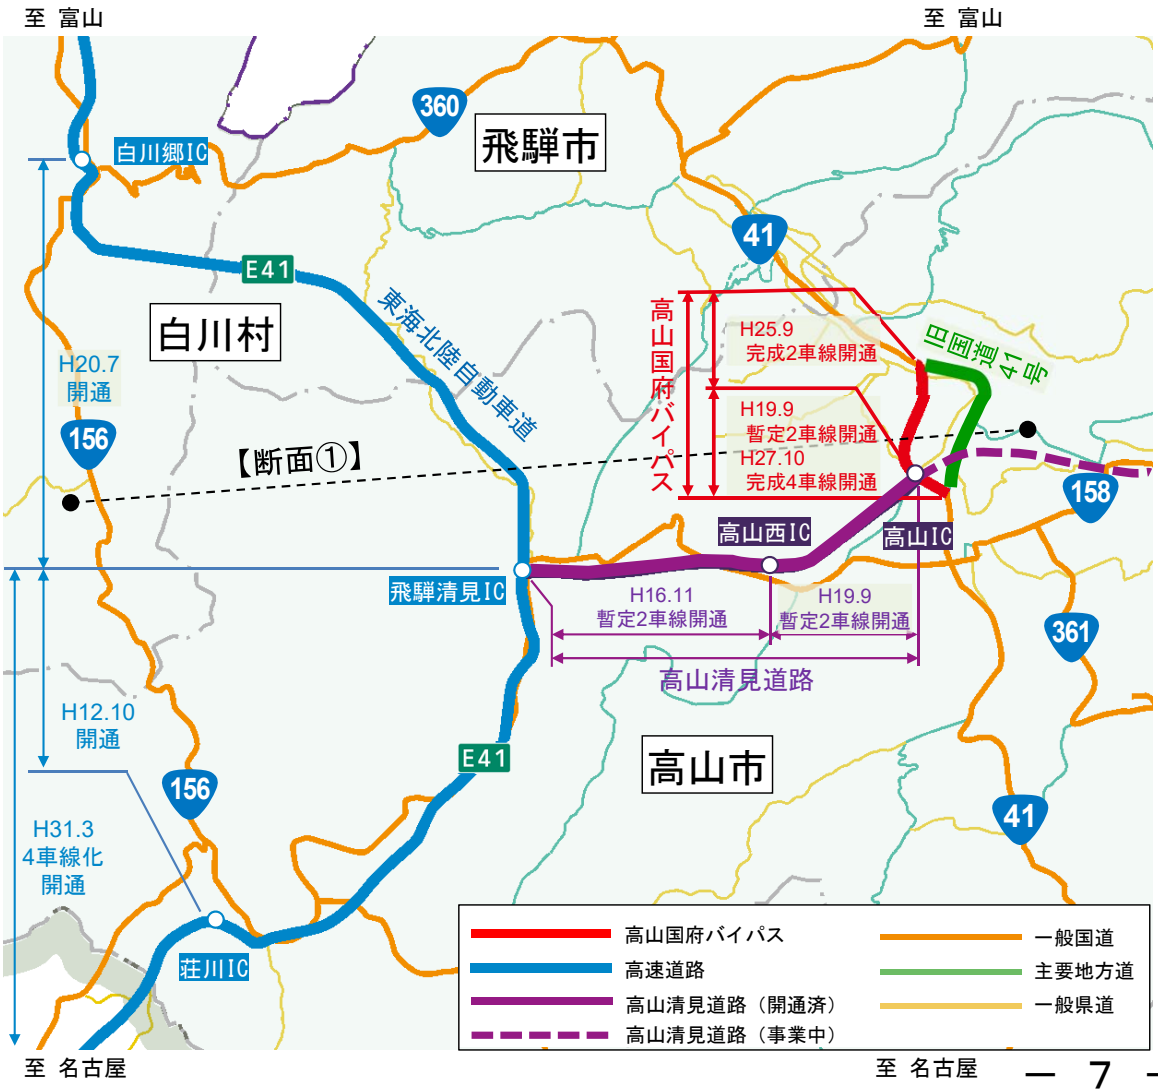 至 富山
至 富山
360
飛騨市
白川郷IC
41
E41
東海北陸自動車道
白川村
高山国府バイパス
H25.9
完成2車線開通
旧国道41号
H20.7
開通
H19.9
暫定2車線開通
H27.10
完成4車線開通
156
【断面①】
158
高山西IC
高山IC
飛騨清見IC
H16.11
暫定2車線開通
H19.9
暫定2車線開通
361
高山清見道路
H12.10
開通
E41
高山市
156
41
H31.3
4車線化
開通
荘川IC
高山国府バイパス
高速道路
高山清見道路（開通済）
高山清見道路（事業中）
一般国道
主要地方道
一般県道
至 名古屋
至 名古屋
― 7 -